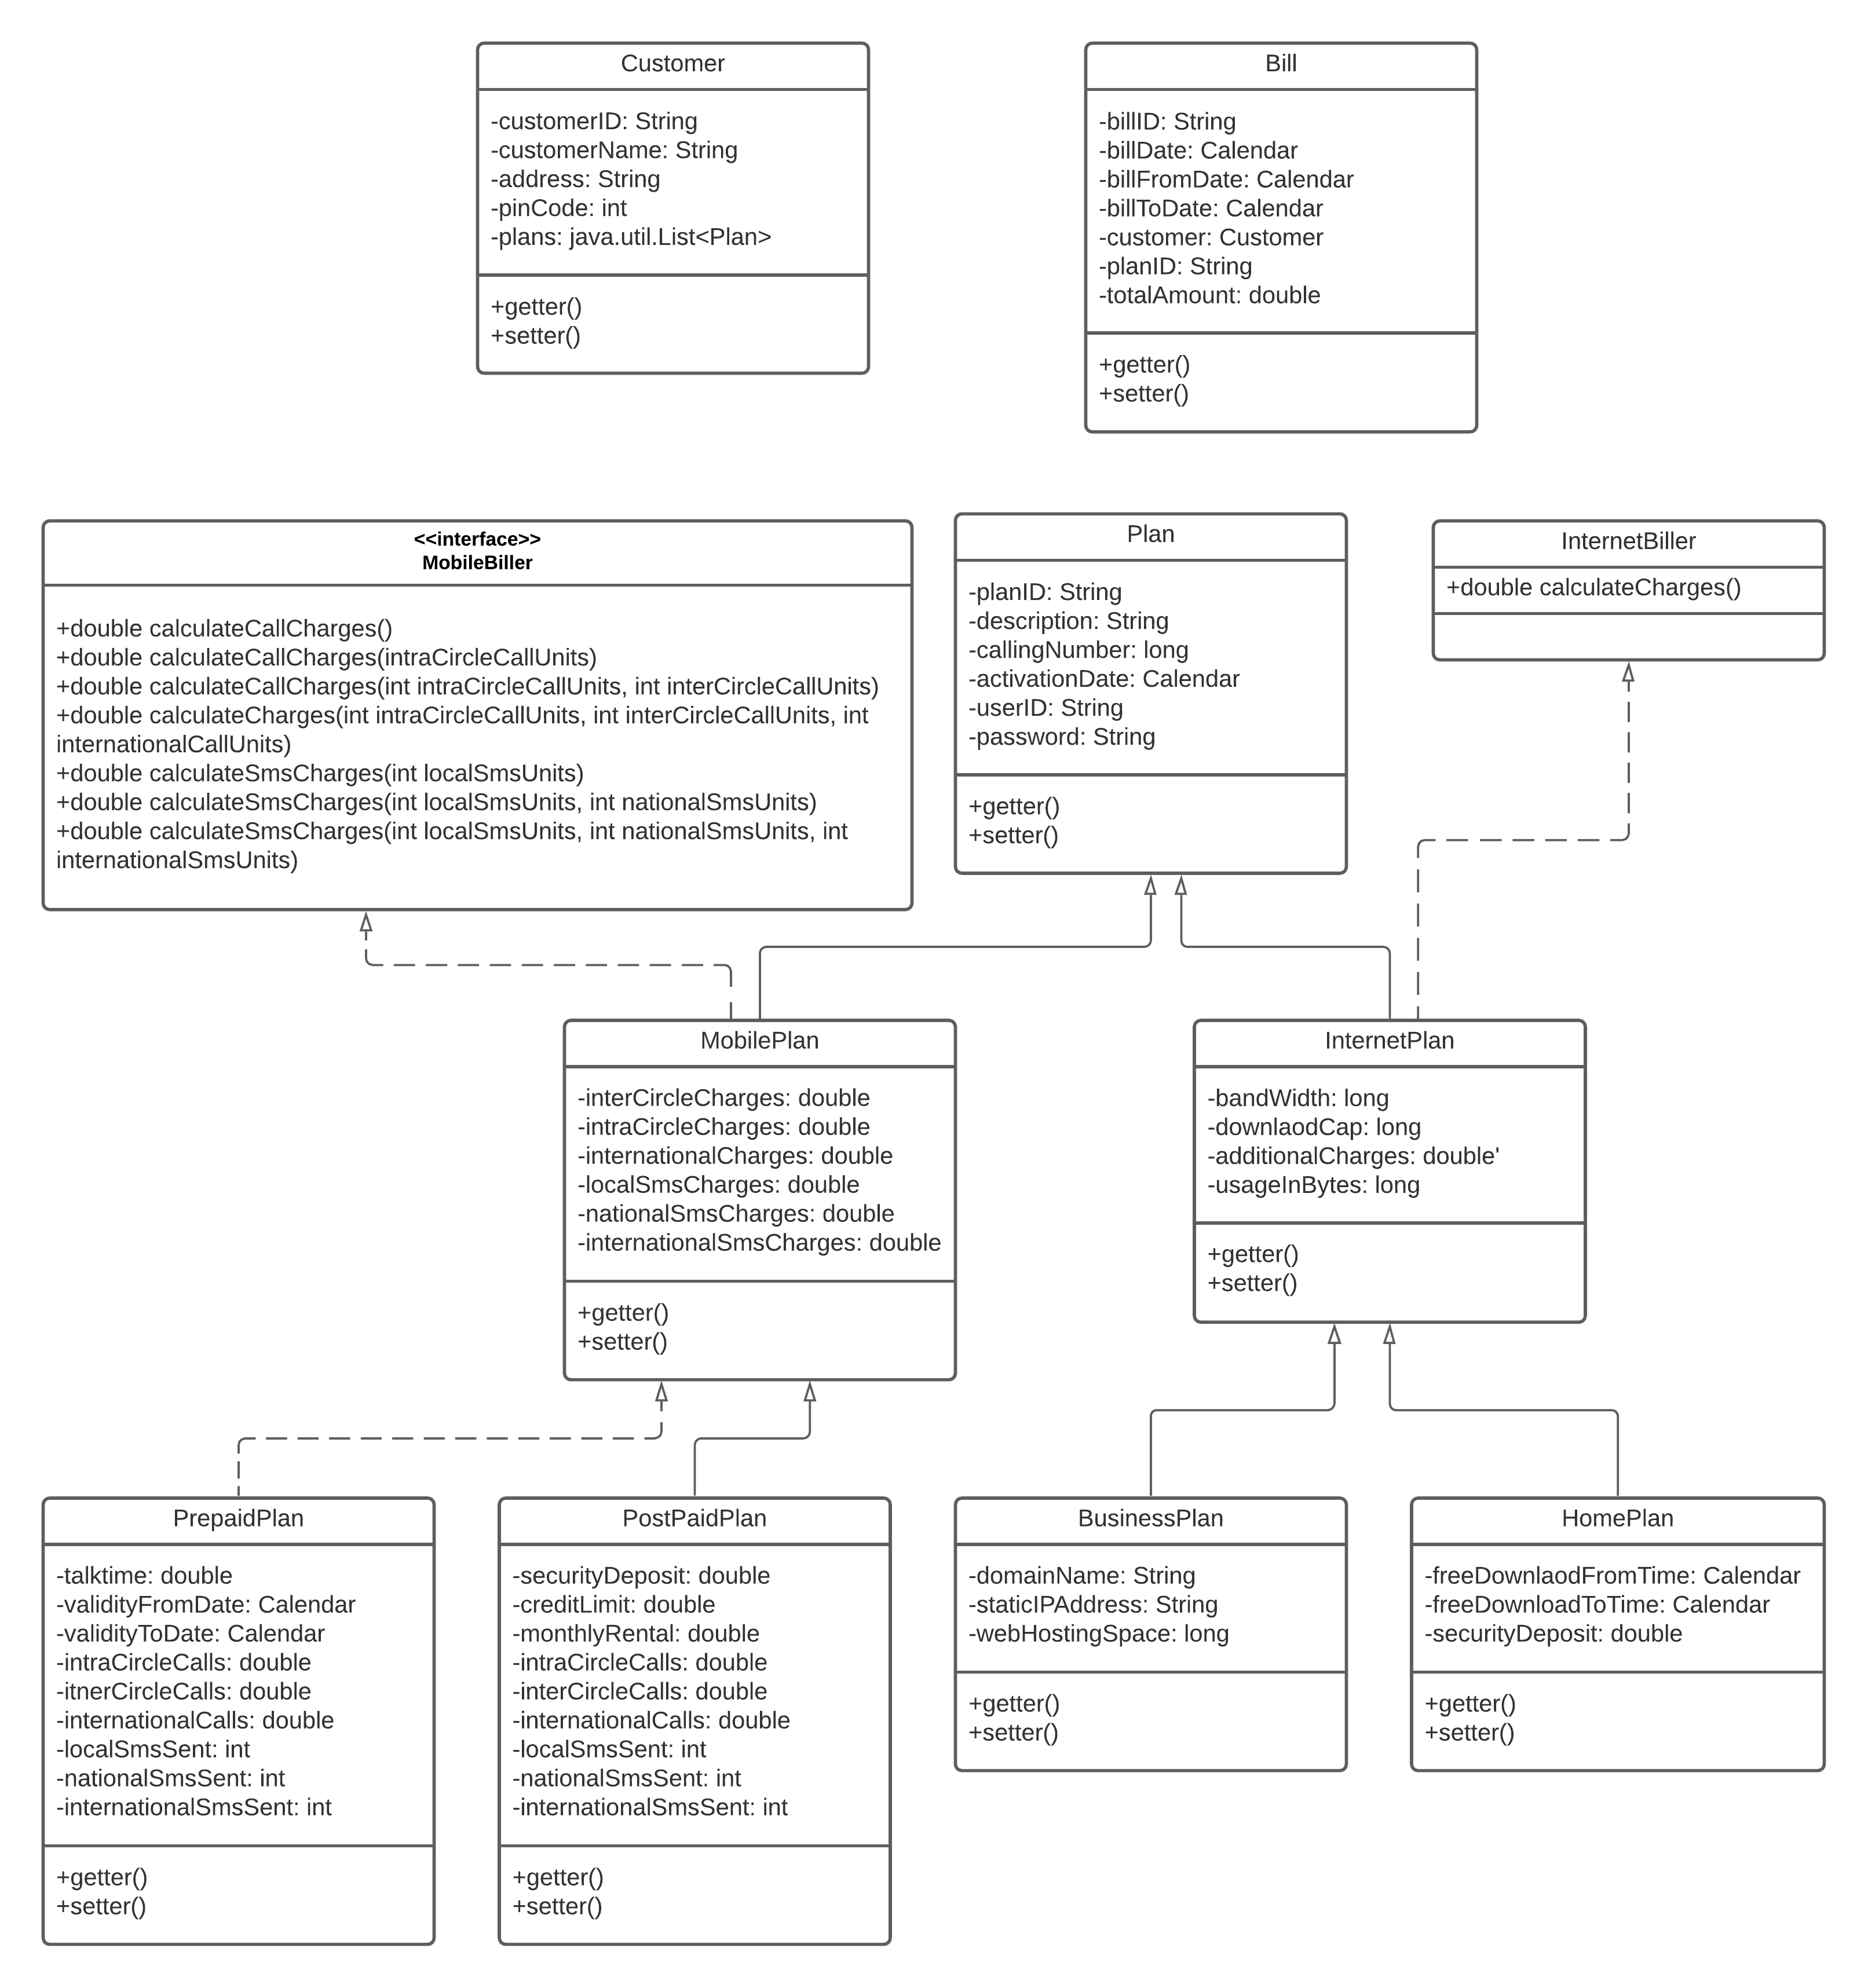 Customer
-customerID: String
-customerName: String
-address: String
-pinCode: int
-plans: java.util.List<Plan>
+getter()
+setter()
Bill
-billID: String
-billDate: Calendar
-billFromDate: Calendar
-billToDate: Calendar
-customer: Customer
-planID: String
-totalAmount: double
+getter()
+setter()
<<interface>>
MobileBiller
+double calculateCallCharges()
+double calculateCallCharges(intraCircleCallUnits)
+double calculateCallCharges(int intraCircleCallUnits, int interCircleCallUnits)
+double calculateCharges(int intraCircleCallUnits, int interCircleCallUnits, int
internationalCallUnits)
+double calculateSmsCharges(int localSmsUnits)
+double calculateSmsCharges(int localSmsUnits, int nationalSmsUnits)
+double calculateSmsCharges(int localSmsUnits, int nationalSmsUnits, int
internationalSmsUnits)
Plan
-planID: String
-description: String
-callingNumber: long
-activationDate: Calendar
-userID: String
-password: String
+getter()
+setter()
InternetBiller
+double calculateCharges()
MobilePlan
-interCircleCharges: double
-intraCircleCharges: double
-internationalCharges: double
-localSmsCharges: double
-nationalSmsCharges: double
-internationalSmsCharges: double
+getter()
+setter()
InternetPlan
-bandWidth: long
-downlaodCap: long
-additionalCharges: double'
-usageInBytes: long
+getter()
+setter()
PrepaidPlan
-talktime: double
-validityFromDate: Calendar
-validityToDate: Calendar
-intraCircleCalls: double
-itnerCircleCalls: double
-internationalCalls: double
-localSmsSent: int
-nationalSmsSent: int
-internationalSmsSent: int
+getter()
+setter()
PostPaidPlan
-securityDeposit: double
-creditLimit: double
-monthlyRental: double
-intraCircleCalls: double
-interCircleCalls: double
-internationalCalls: double
-localSmsSent: int
-nationalSmsSent: int
-internationalSmsSent: int
+getter()
+setter()
BusinessPlan
-domainName: String
-staticIPAddress: String
-webHostingSpace: long
+getter()
+setter()
HomePlan
-freeDownlaodFromTime: Calendar
-freeDownloadToTime: Calendar
-securityDeposit: double
+getter()
+setter()